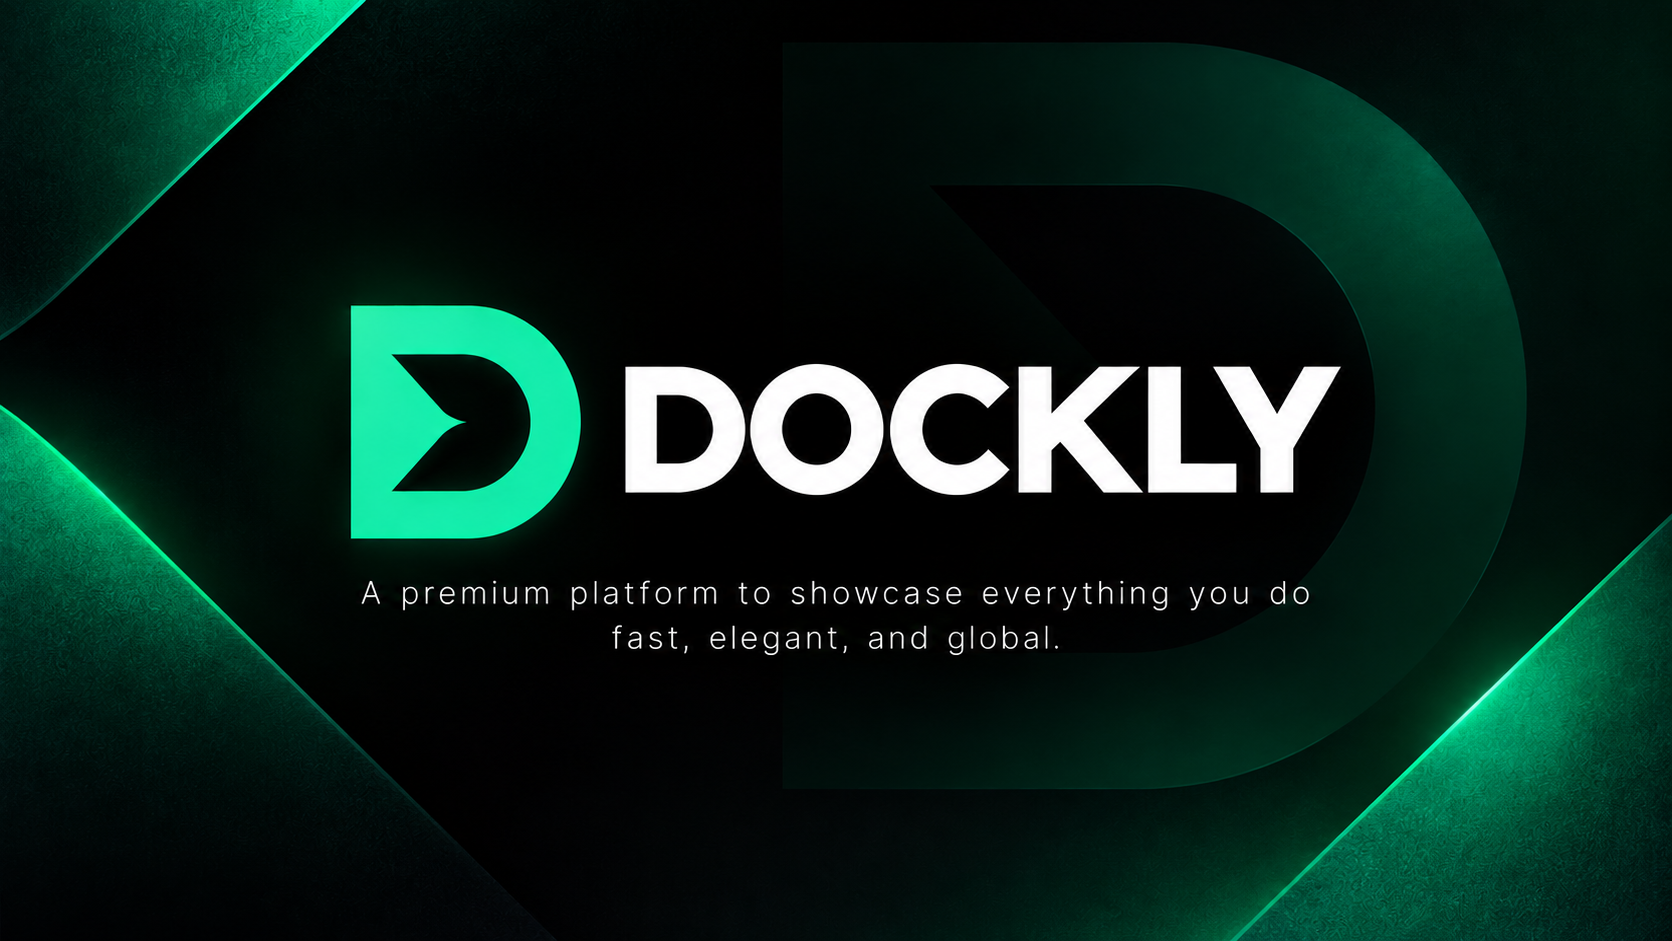 DOCKLY
A premium platform to showcase everything you do
fast, elegant, and global.